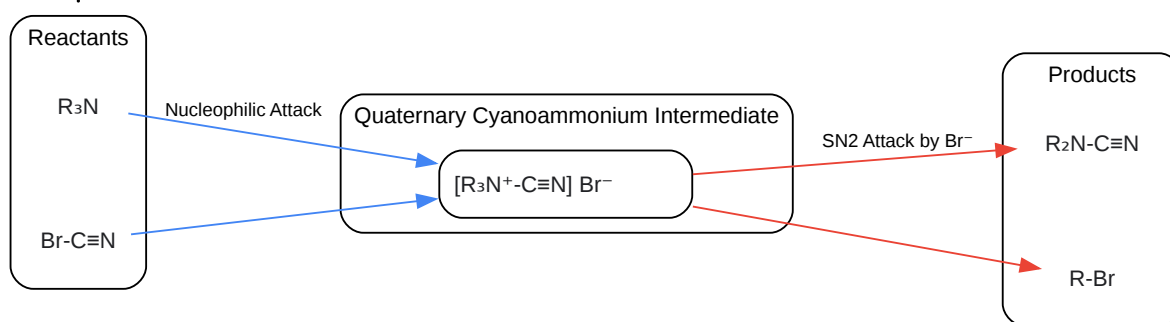 Reactants
R₃N
Br-C≡N
Nucleophilic Attack
Quaternary Cyanoammonium Intermediate
[R₃N⁺-C≡N] Br⁻
SN2 Attack by Br⁻
Products
R₂N-C≡N
R-Br